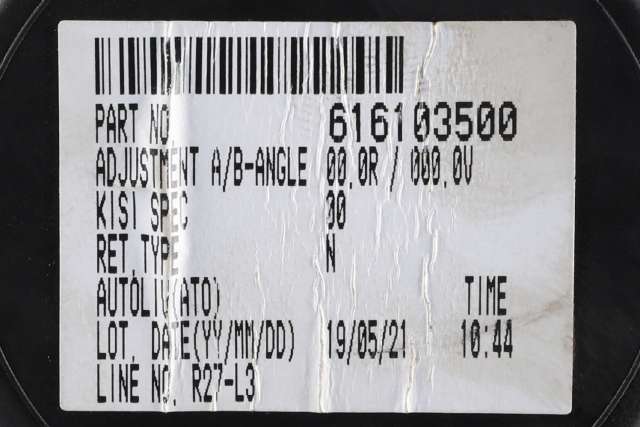 PART NO 616103500
ADJUSTMENT A/B-ANGLE 00.0R / 000.0V
KISI SPEC 00
RET.TYPE N
AUTOLIV(ATO) TIME
LOT. DATE(YY/MM/DD) 19/05/21 10:44
LINE NO. R27-L3